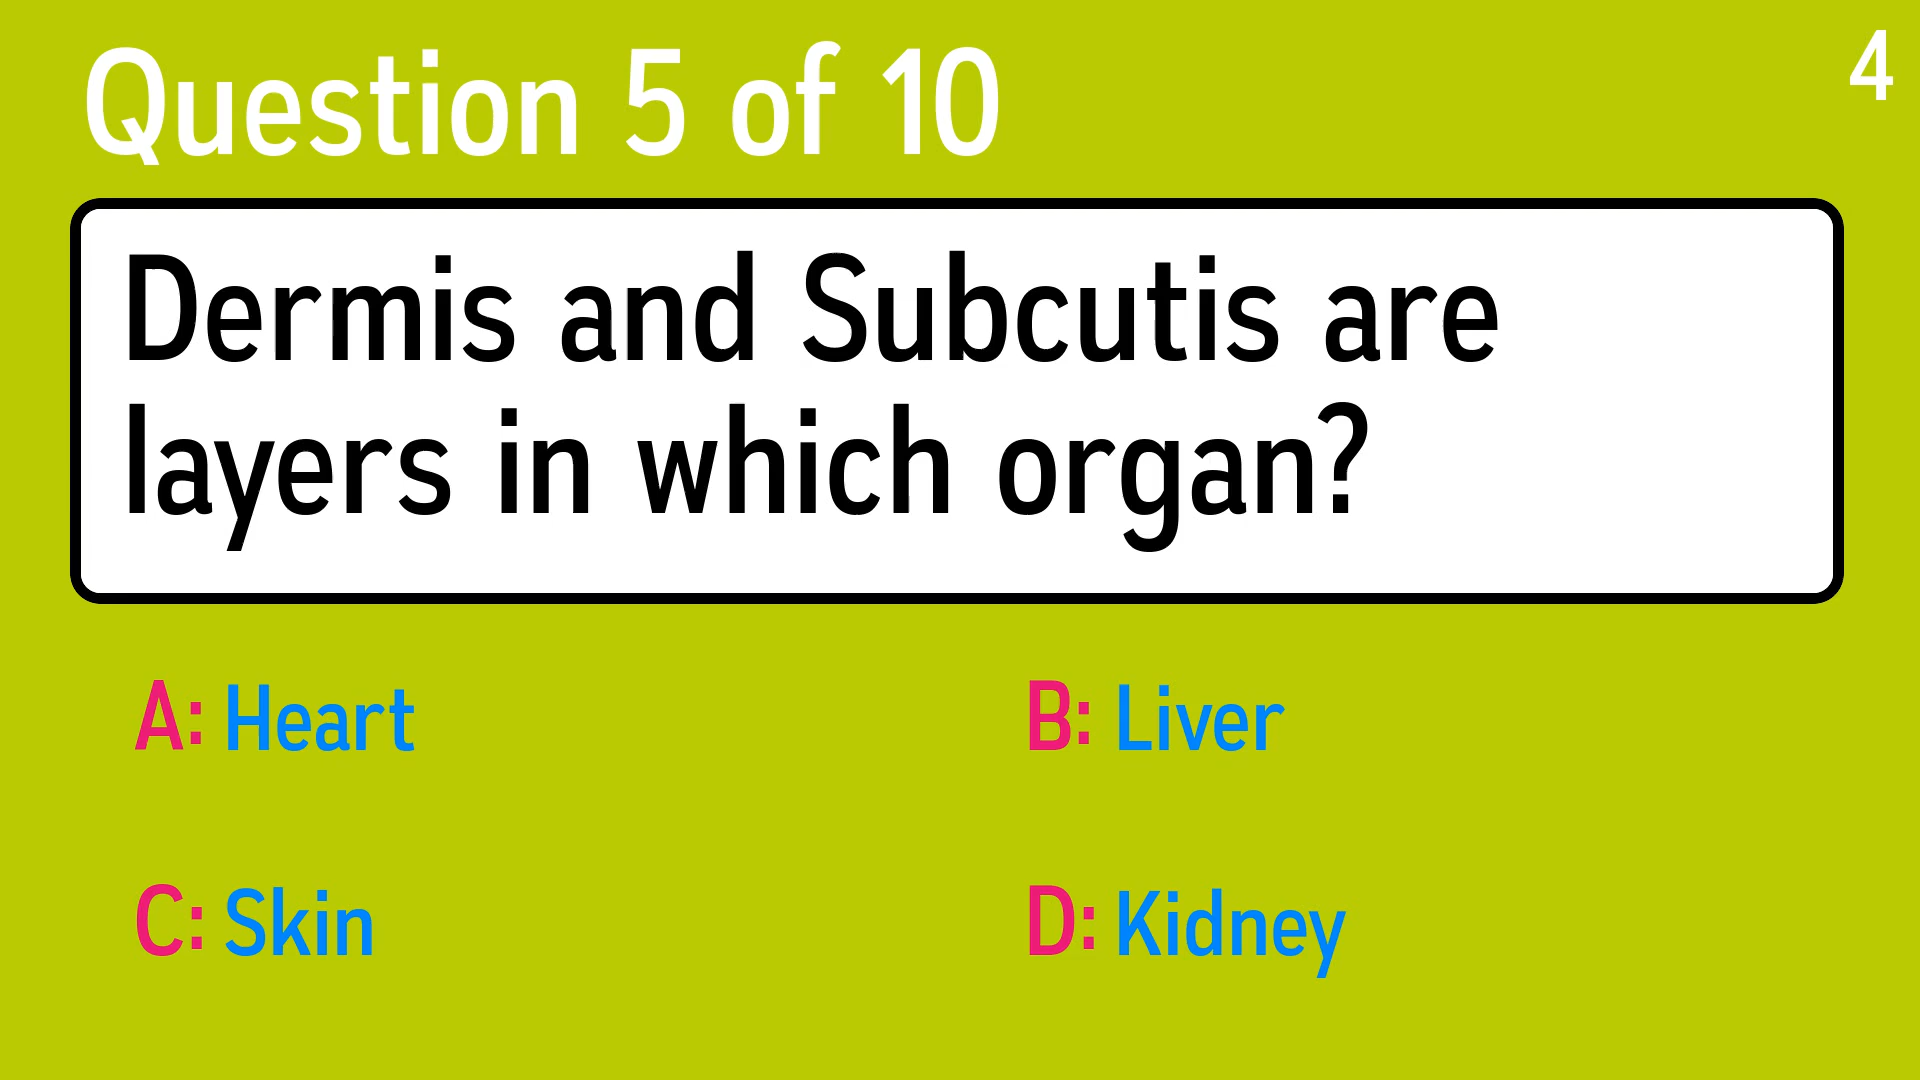 Question 5 of 10
4
Dermis and Subcutis are
layers in which organ?
A: Heart
B: Liver
C: Skin
D: Kidney